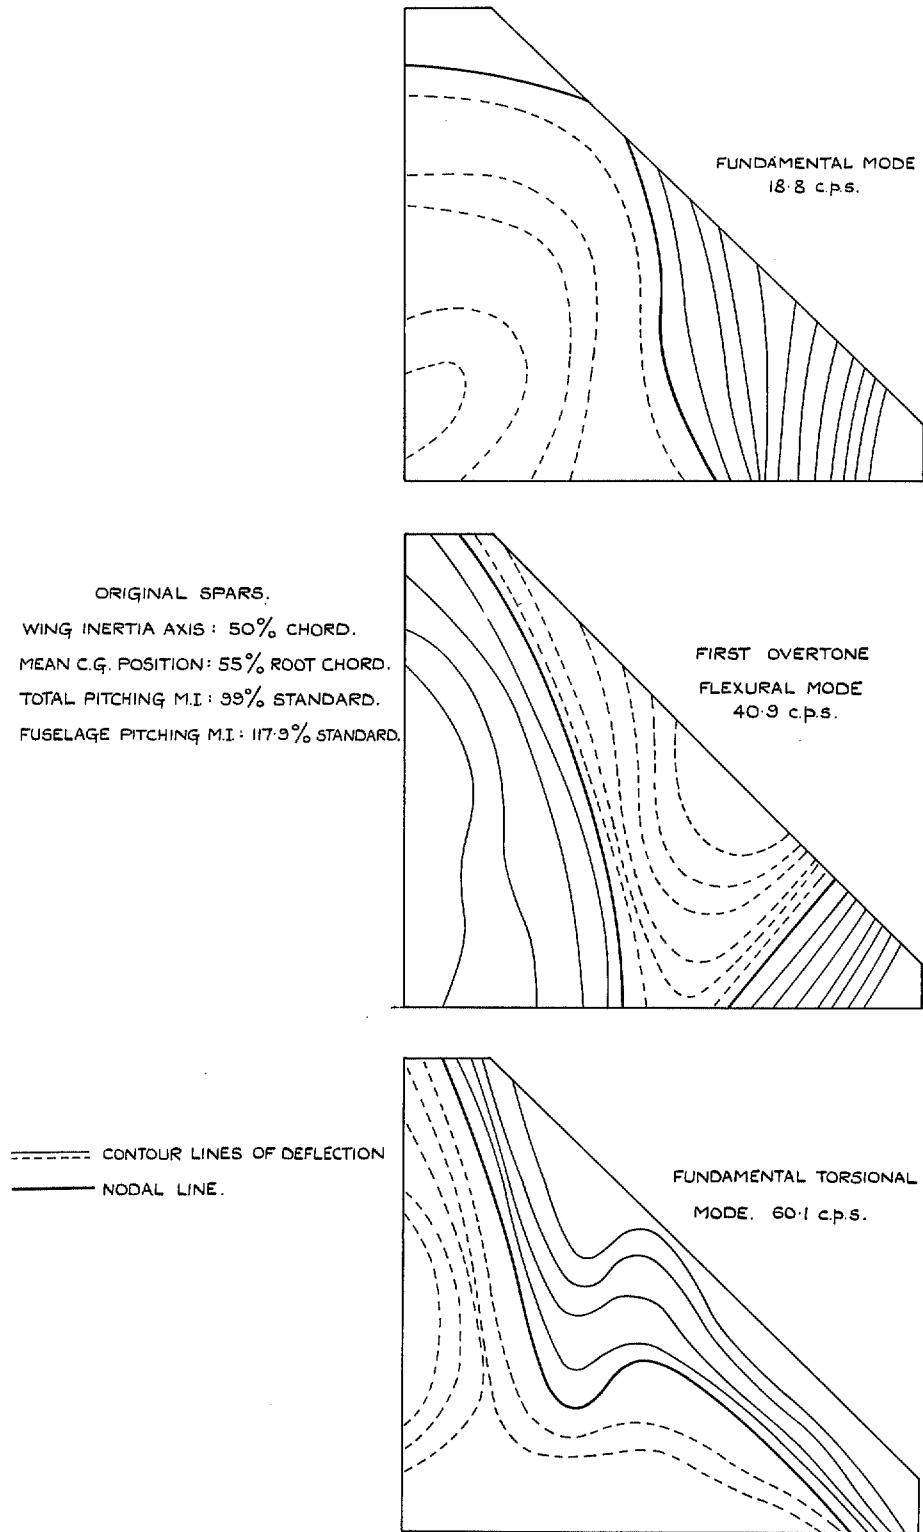 FUNDAMENTAL MODE
18·8 c.p.s.
ORIGINAL SPARS.
WING INERTIA AXIS : 50% CHORD.
MEAN C.G. POSITION: 55% ROOT CHORD.
TOTAL PITCHING M.I : 99% STANDARD.
FUSELAGE PITCHING M.I : 117·9% STANDARD.
FIRST OVERTONE
FLEXURAL MODE
40·9 c.p.s.
CONTOUR LINES OF DEFLECTION
NODAL LINE.
FUNDAMENTAL TORSIONAL
MODE. 60·1 c.p.s.